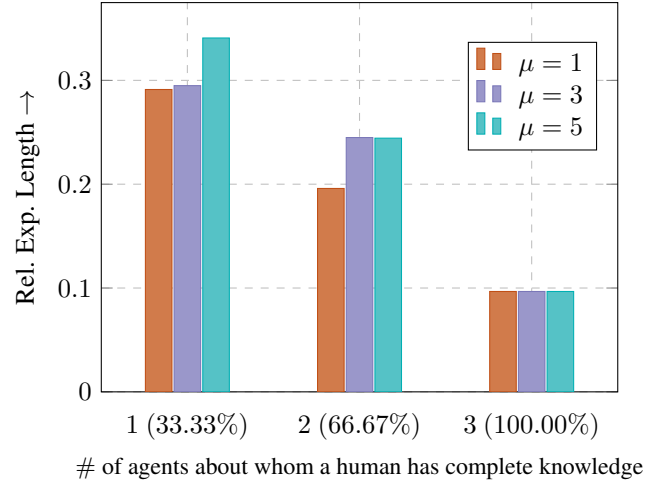 Rel. Exp. Length →
0.3
0.2
0.1
0
μ = 1
μ = 3
μ = 5
1 (33.33%) 2 (66.67%) 3 (100.00%)
# of agents about whom a human has complete knowledge